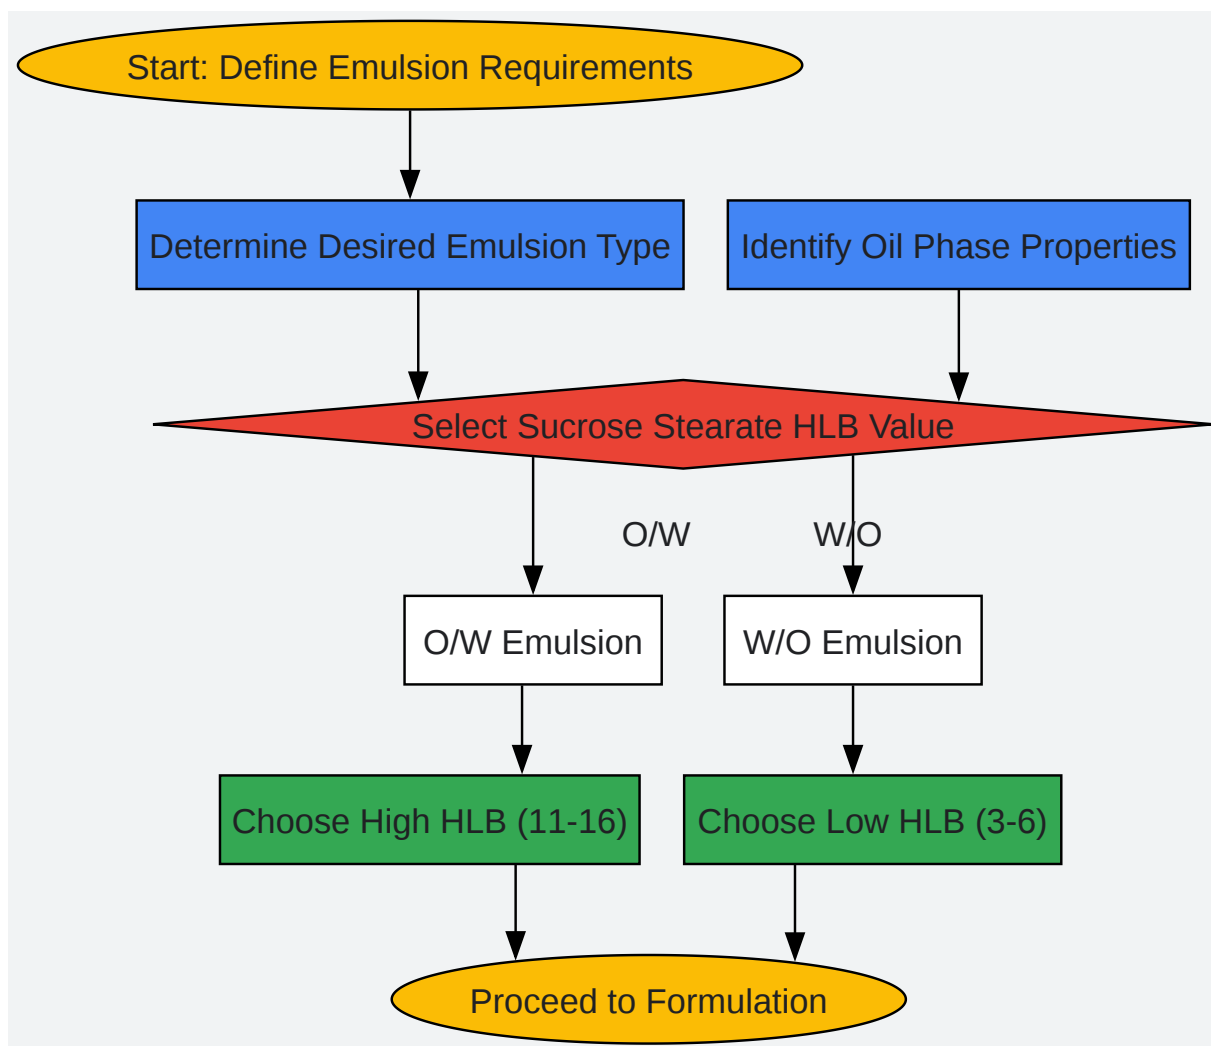 Start: Define Emulsion Requirements
Determine Desired Emulsion Type
Identify Oil Phase Properties
Select Sucrose Stearate HLB Value
O/W
W/O
O/W Emulsion
W/O Emulsion
Choose High HLB (11-16)
Choose Low HLB (3-6)
Proceed to Formulation